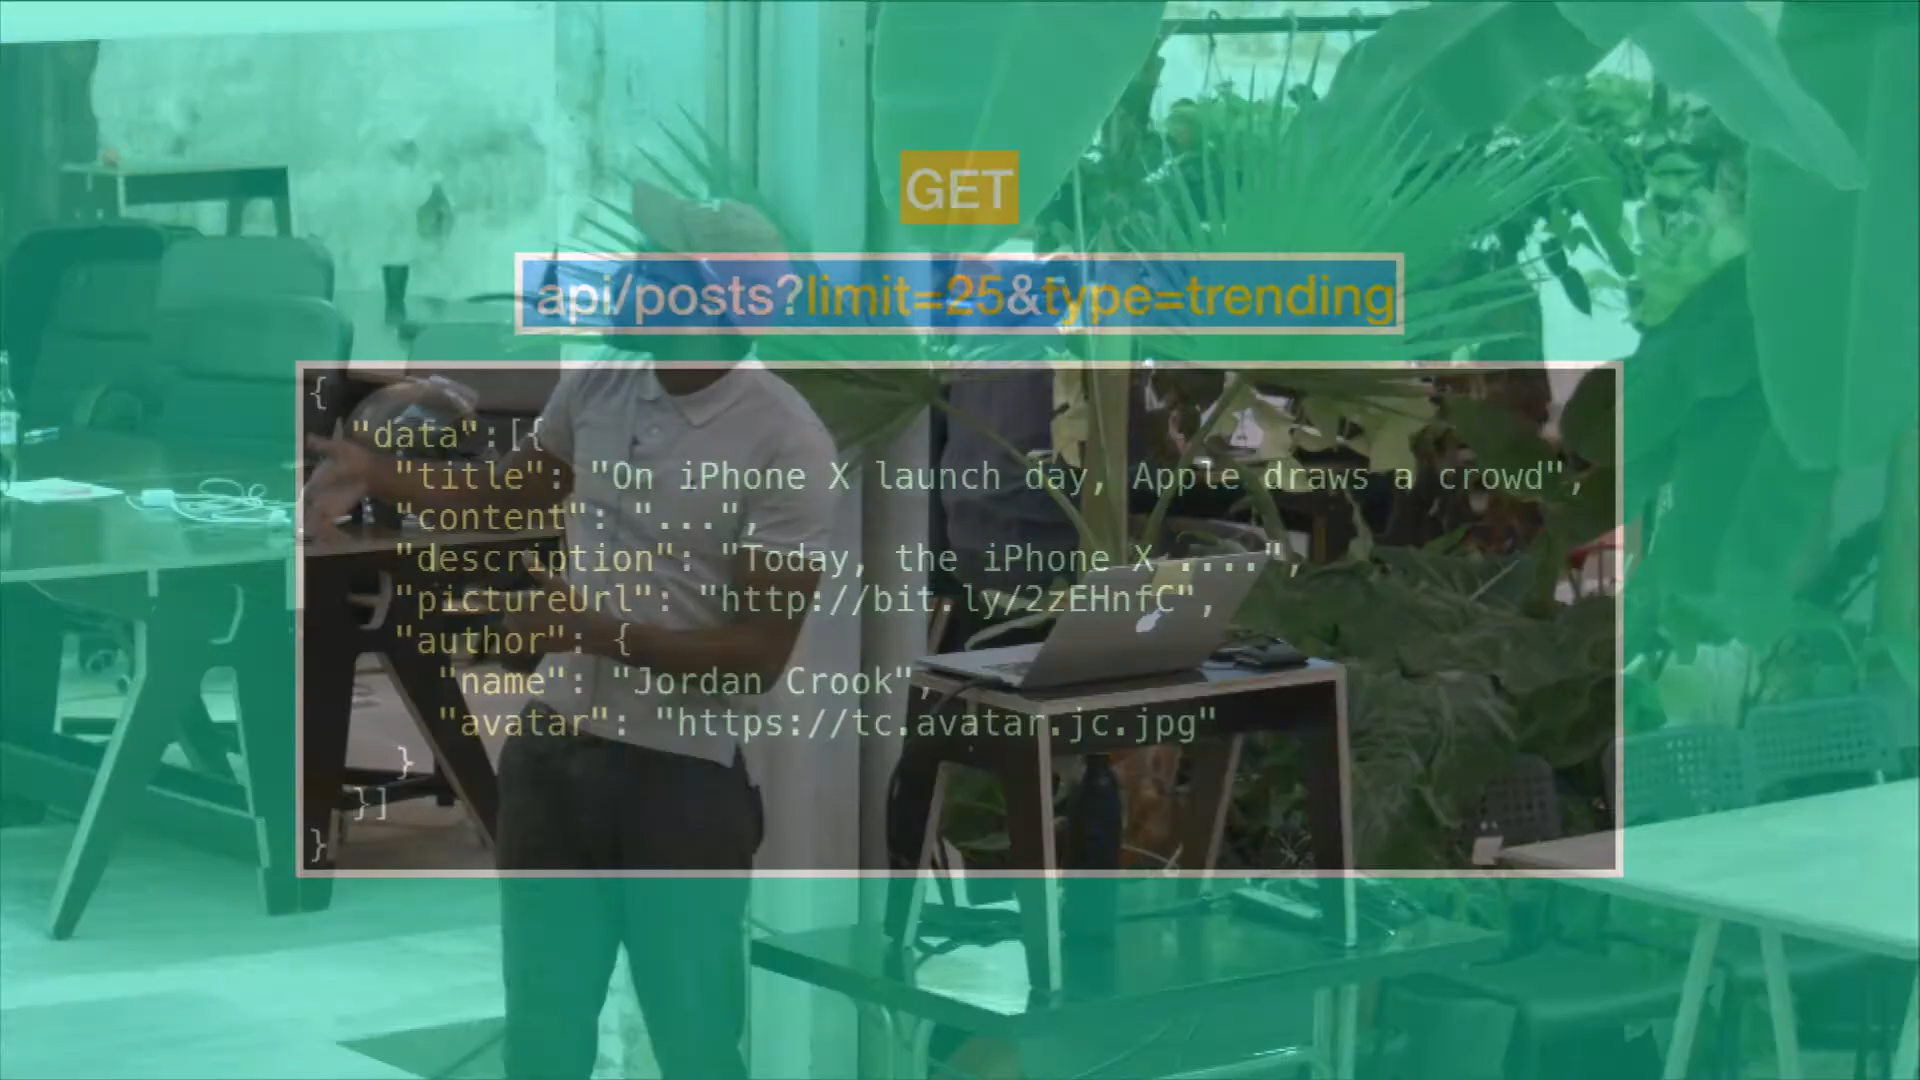 GET
api/posts?limit=25&type=trending
{
"data":[{
"title": "On iPhone X launch day, Apple draws a crowd",
"content": "...",
"description": "Today, the iPhone X ....",
"pictureUrl": "http://bit.ly/2zEHnfC",
"author": {
"name": "Jordan Crook",
"avatar": "https://tc.avatar.jc.jpg"
}
}]
}